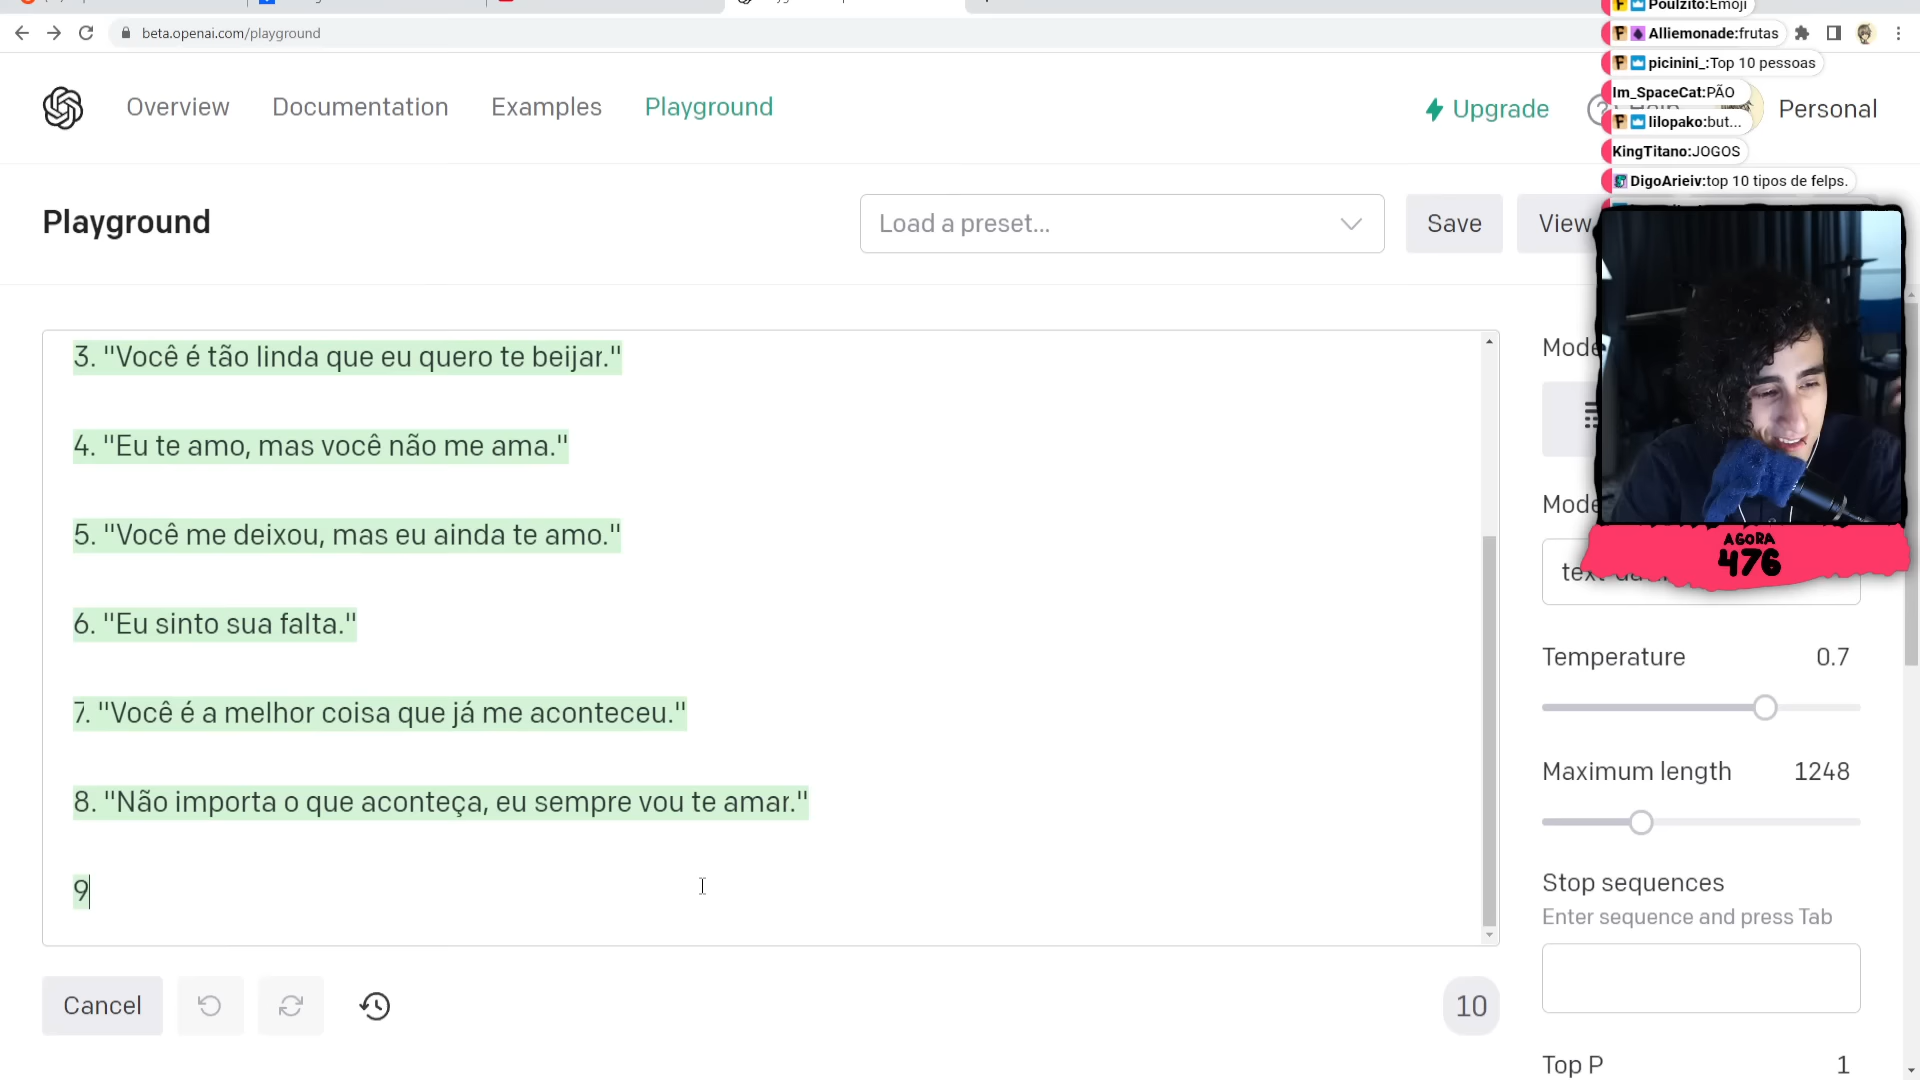 beta.openai.com/playground
Poulzito:Emoji
Alliemonade:frutas
picinini_:Top 10 pessoas
Im_SpaceCat:PÃO
lilopako:but...
KingTitano:JOGOS
DigoArieiv:top 10 tipos de felps.
Overview
Documentation
Examples
Playground
Upgrade
Help
Personal
Playground
Load a preset...
Save
View
3. "Você é tão linda que eu quero te beijar."
4. "Eu te amo, mas você não me ama."
5. "Você me deixou, mas eu ainda te amo."
6. "Eu sinto sua falta."
7. "Você é a melhor coisa que já me aconteceu."
8. "Não importa o que aconteça, eu sempre vou te amar."
9
Mode
Mode
AGORA
476
Temperature 0.7
Maximum length 1248
Stop sequences
Enter sequence and press Tab
Top P 1
Cancel
10